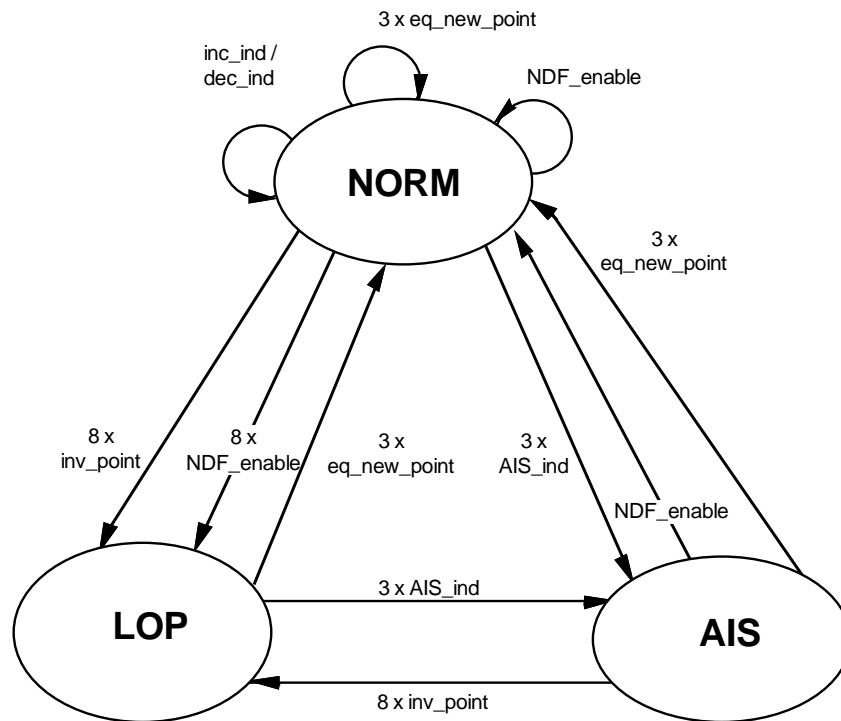 3 x eq_new_point
inc_ind /
dec_ind
NDF_enable
NORM
3 x
eq_new_point
8 x
inv_point
8 x
NDF_enable
3 x
eq_new_point
3 x
AIS_ind
NDF_enable
3 x AIS_ind
LOP
AIS
8 x inv_point